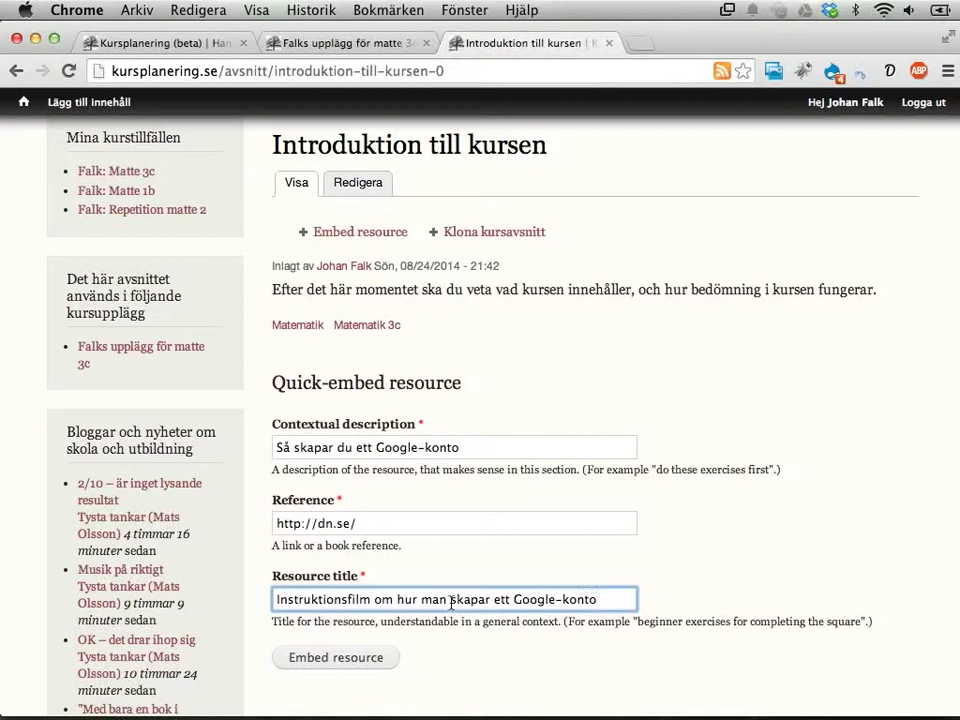 Chrome Arkiv Redigera Visa Historik Bokmärken Fönster Hjälp
Kursplanering (beta) | Han
Falks upplägg för matte 3c
Introduktion till kursen | K
kursplanering.se/avsnitt/introduktion-till-kursen-0
4
D
ABP
Lägg till innehåll
Hej Johan Falk
Logga ut
Mina kurstillfällen
Falk: Matte 3c
Falk: Matte 1b
Falk: Repetition matte 2
Det här avsnittet
används i följande
kursupplägg
Falks upplägg för matte
3c
Bloggar och nyheter om
skola och utbildning
2/10 – är inget lysande
resultat
Tysta tankar (Mats
Olsson) 4 timmar 16
minuter sedan
Musik på riktigt
Tysta tankar (Mats
Olsson) 9 timmar 9
minuter sedan
OK – det drar ihop sig
Tysta tankar (Mats
Olsson) 10 timmar 24
minuter sedan
"Med bara en bok i
Introduktion till kursen
Visa
Redigera
+ Embed resource
+ Klona kursavsnitt
Inlagt av Johan Falk Sön, 08/24/2014 - 21:42
Efter det här momentet ska du veta vad kursen innehåller, och hur bedömning i kursen fungerar.
Matematik Matematik 3c
Quick-embed resource
Contextual description *
Så skapar du ett Google-konto
A description of the resource, that makes sense in this section. (For example "do these exercises first".)
Reference *
http://dn.se/
A link or a book reference.
Resource title *
Instruktionsfilm om hur man skapar ett Google-konto
Title for the resource, understandable in a general context. (For example "beginner exercises for completing the square".)
Embed resource